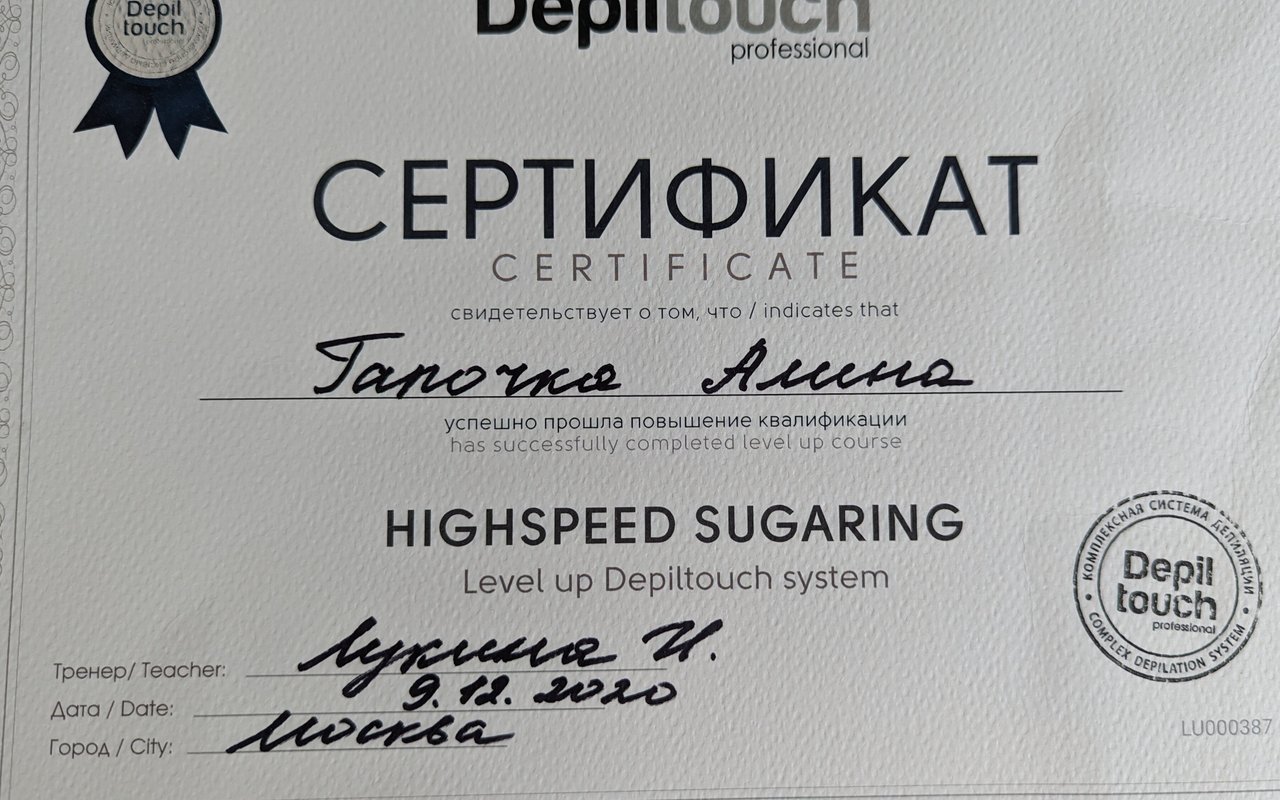 Depil
touch
Depiltouch
professional
СЕРТИФИКАТ
CERTIFICATE
свидетельствует о том, что / indicates that
Гапочка Алина
успешно прошла повышение квалификации
has successfully completed level up course
HIGHSPEED SUGARING
Level up Depiltouch system
КОМПЛЕКСНАЯ СИСТЕМА ДЕПИЛЯЦИИ
Depil
touch
professional
COMPLEX DEPILATION SYSTEM
Тренер/ Teacher: Лукина И.
Дата / Date: 9.12.2020
Город / City: Москва
LU000387